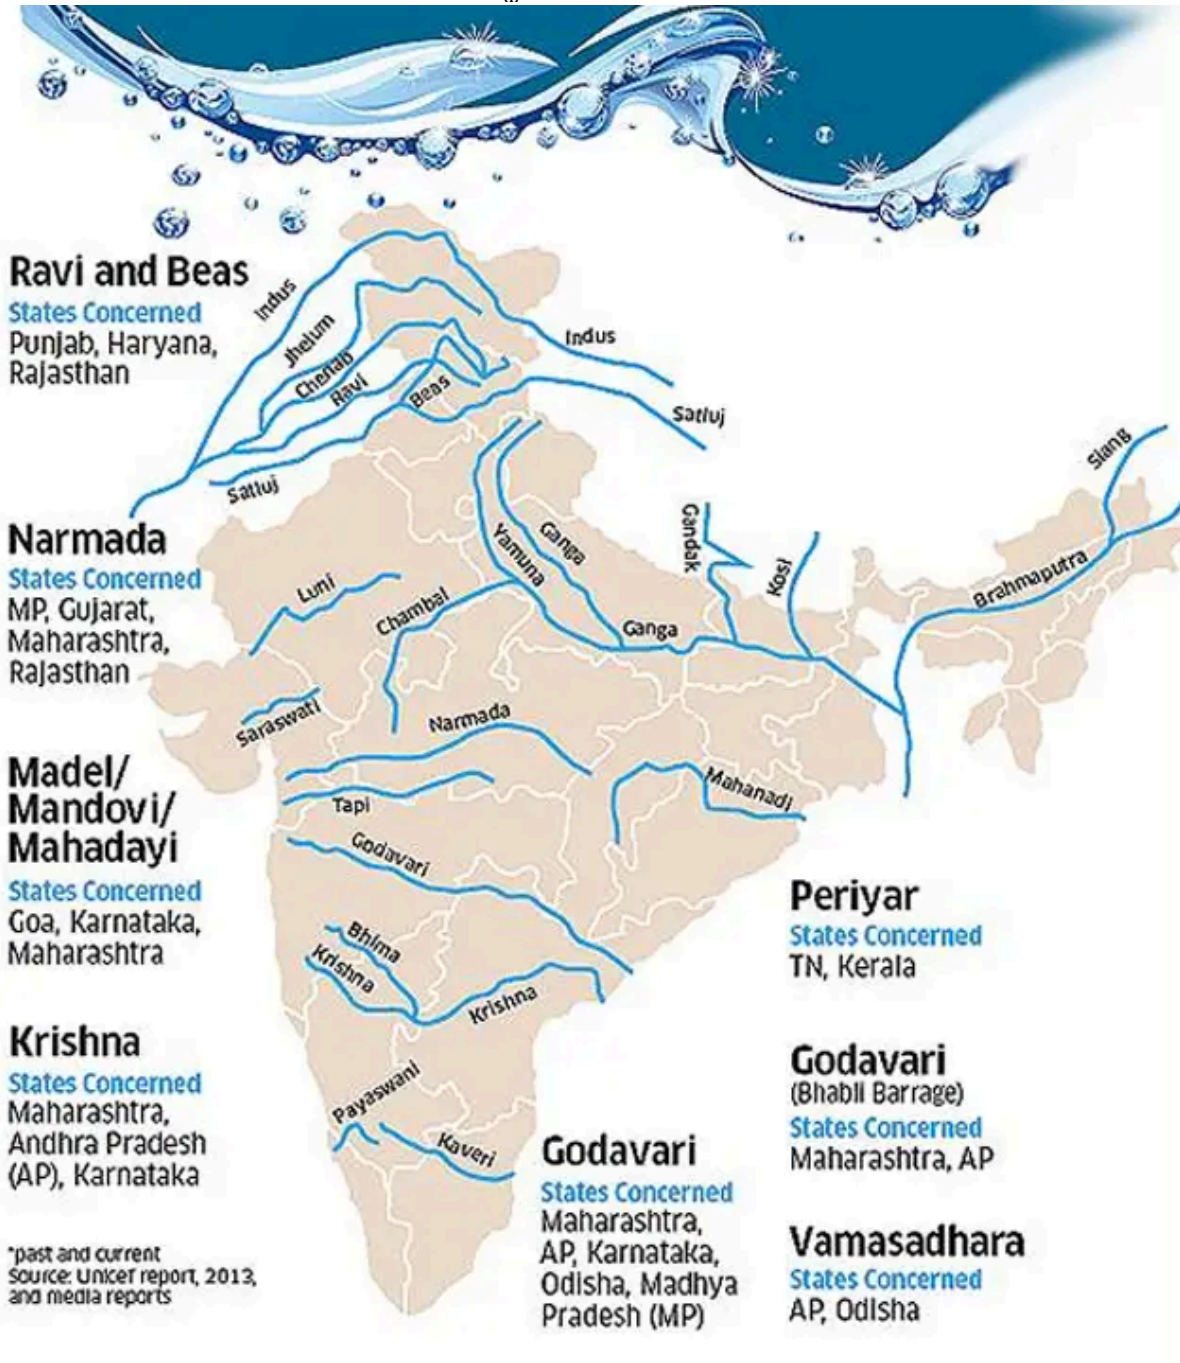 Ravi and Beas
States Concerned
Punjab, Haryana,
Rajasthan
Narmada
States Concerned
MP, Gujarat,
Maharashtra,
Rajasthan
Madel/
Mandovi/
Mahadayi
States Concerned
Goa, Karnataka,
Maharashtra
Krishna
States Concerned
Maharashtra,
Andhra Pradesh
(AP), Karnataka
*past and current
Source: Unicef report, 2013,
and media reports
Indus
Jhelum
Chenab
Ravi
Beas
Indus
Satluj
Satluj
Siang
Gandak
Kosi
Ganga
Yamuna
Brahmaputra
Luni
Chambal
Ganga
Saraswati
Narmada
Mahanadi
Tapi
Godavari
Bhima
Krishna
Krishna
Payaswani
Kaveri
Godavari
States Concerned
Maharashtra,
AP, Karnataka,
Odisha, Madhya
Pradesh (MP)
Periyar
States Concerned
TN, Kerala
Godavari
(Bhabli Barrage)
States Concerned
Maharashtra, AP
Vamasadhara
States Concerned
AP, Odisha